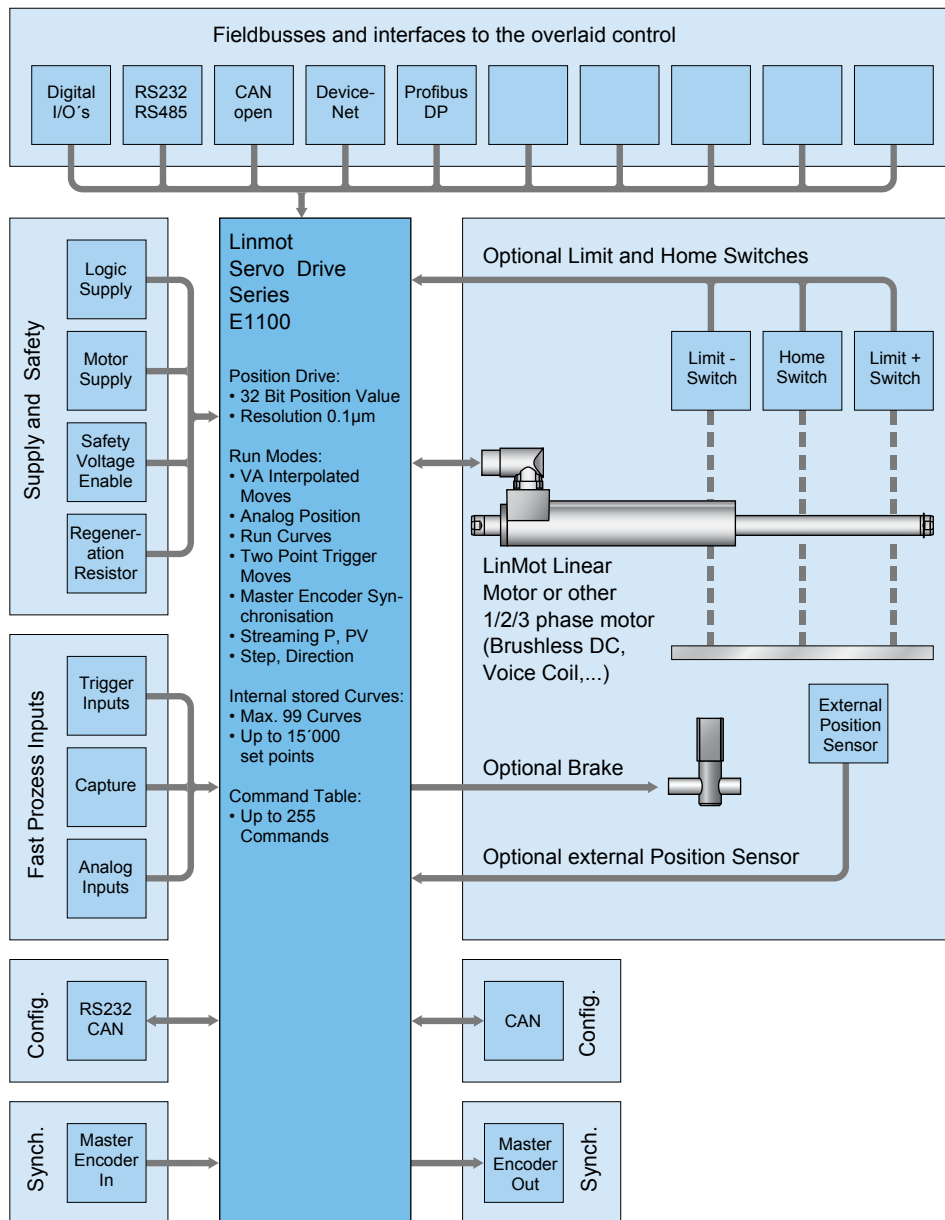 Fieldbusses and interfaces to the overlaid control
Digital
I/O´s
RS232
RS485
CAN
open
Device-
Net
Profibus
DP
Supply and Safety
Logic
Supply
Motor
Supply
Safety
Voltage
Enable
Regener-
ation
Resistor
Linmot
Servo Drive
Series
E1100
Position Drive:
• 32 Bit Position Value
• Resolution 0.1µm
Run Modes:
• VA Interpolated
Moves
• Analog Position
• Run Curves
• Two Point Trigger
Moves
• Master Encoder Syn-
chronisation
• Streaming P, PV
• Step, Direction
Internal stored Curves:
• Max. 99 Curves
• Up to 15´000
set points
Command Table:
• Up to 255
Commands
Optional Limit and Home Switches
Limit -
Switch
Home
Switch
Limit +
Switch
LinMot Linear
Motor or other
1/2/3 phase motor
(Brushless DC,
Voice Coil,...)
External
Position
Sensor
Optional Brake
Optional external Position Sensor
Fast Prozess Inputs
Trigger
Inputs
Capture
Analog
Inputs
Config.
RS232
CAN
CAN
Config.
Synch.
Master
Encoder
In
Master
Encoder
Out
Synch.